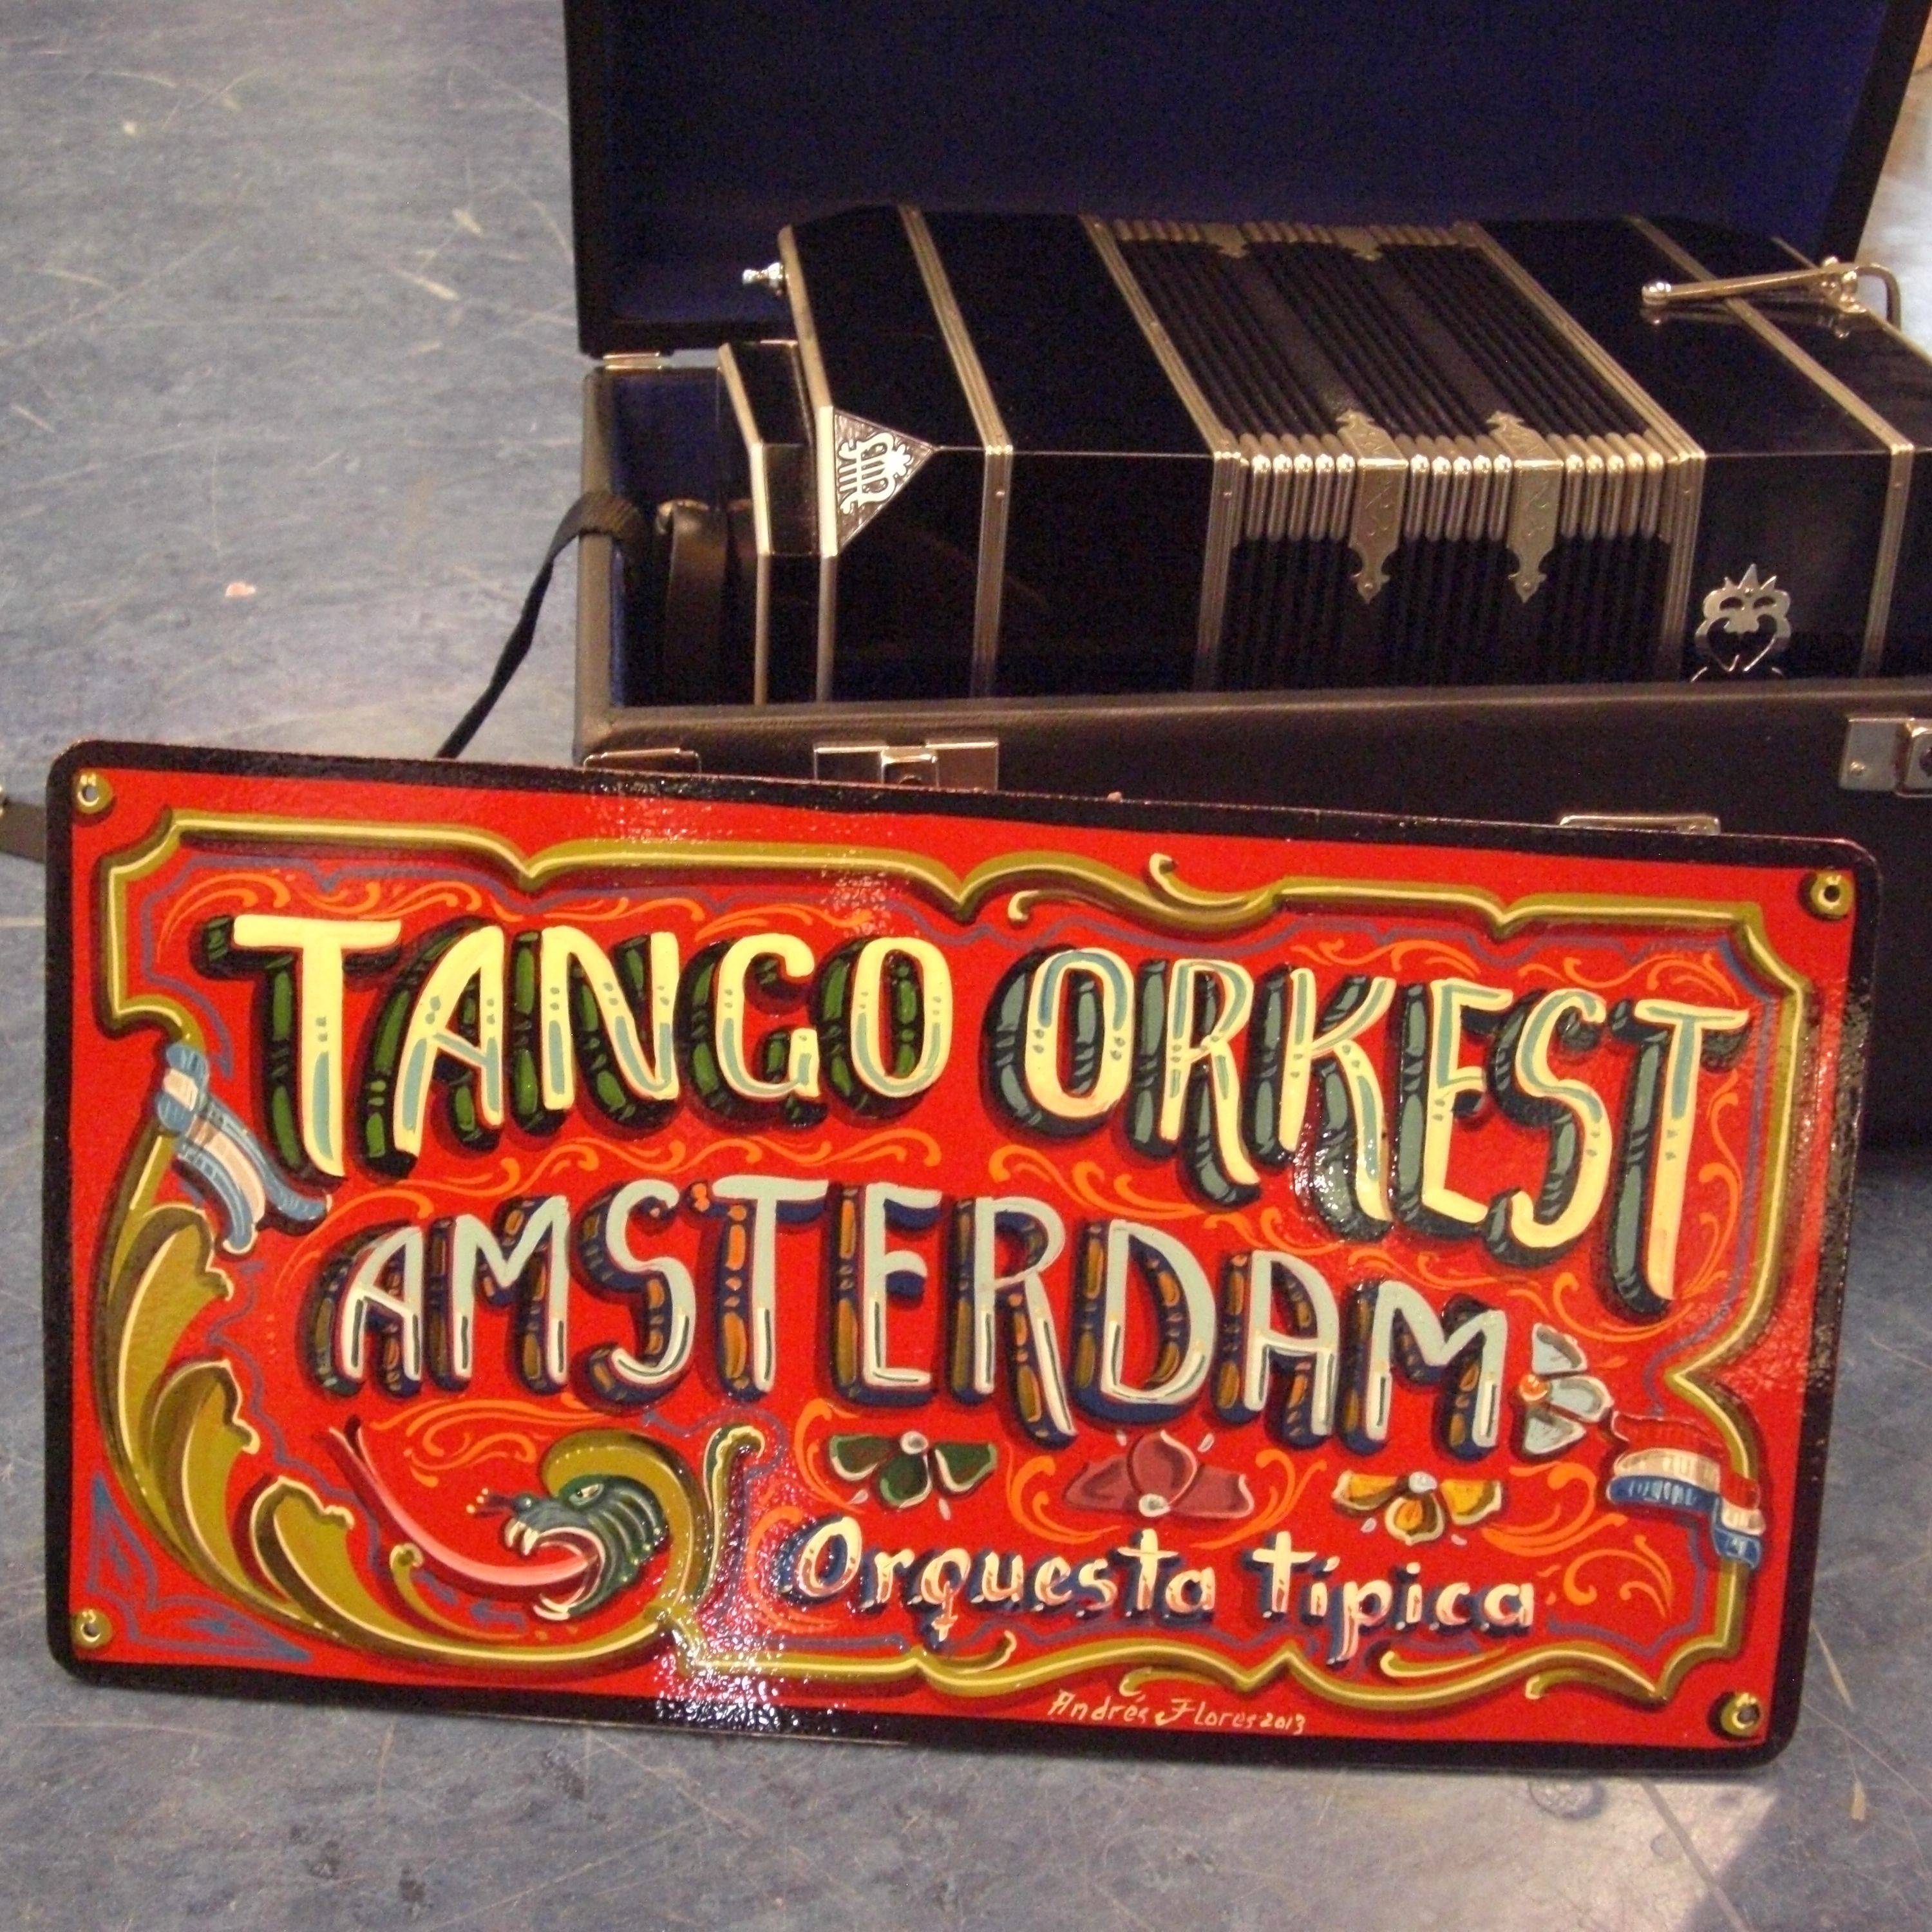 TANGO ORKEST
AMSTERDAM
Orquesta típica
Andrés Flores 2013